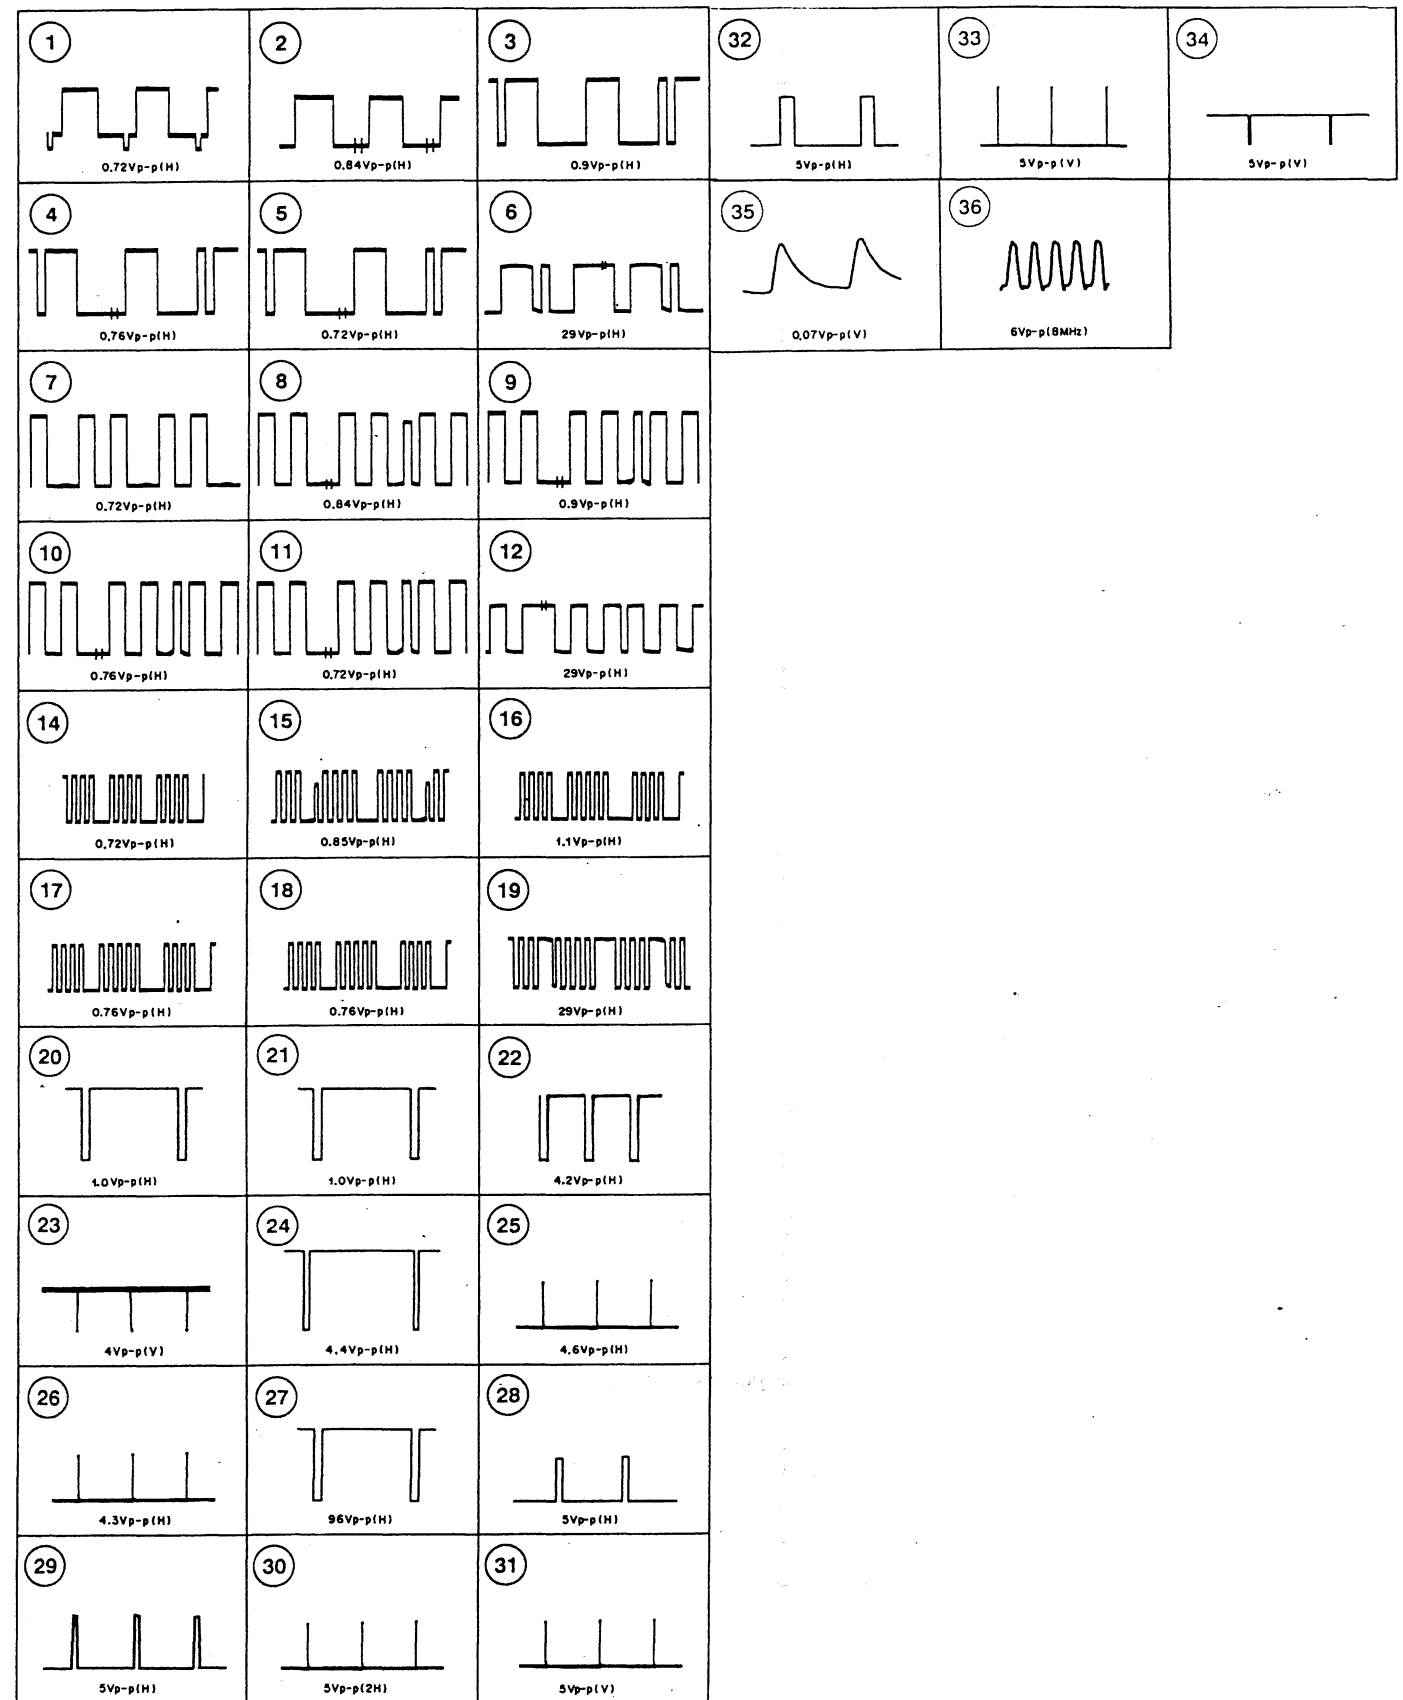 1 2 3 32 33 34
0.72Vp-p(H) 0.84Vp-p(H) 0.9Vp-p(H) 5Vp-p(H) 5Vp-p(V) 5Vp-p(V)
4 5 6 35 36
0.76Vp-p(H) 0.72Vp-p(H) 29Vp-p(H) 0.07Vp-p(V) 6Vp-p(8MHz)
7 8 9
0.72Vp-p(H) 0.84Vp-p(H) 0.9Vp-p(H)
10 11 12
0.76Vp-p(H) 0.72Vp-p(H) 29Vp-p(H)
14 15 16
0.72Vp-p(H) 0.85Vp-p(H) 1.1Vp-p(H)
17 18 19
0.76Vp-p(H) 0.76Vp-p(H) 29Vp-p(H)
20 21 22
1.0Vp-p(H) 1.0Vp-p(H) 4.2Vp-p(H)
23 24 25
4Vp-p(V) 4.4Vp-p(H) 4.6Vp-p(H)
26 27 28
4.3Vp-p(H) 96Vp-p(H) 5Vp-p(H)
29 30 31
5Vp-p(H) 5Vp-p(2H) 5Vp-p(V)